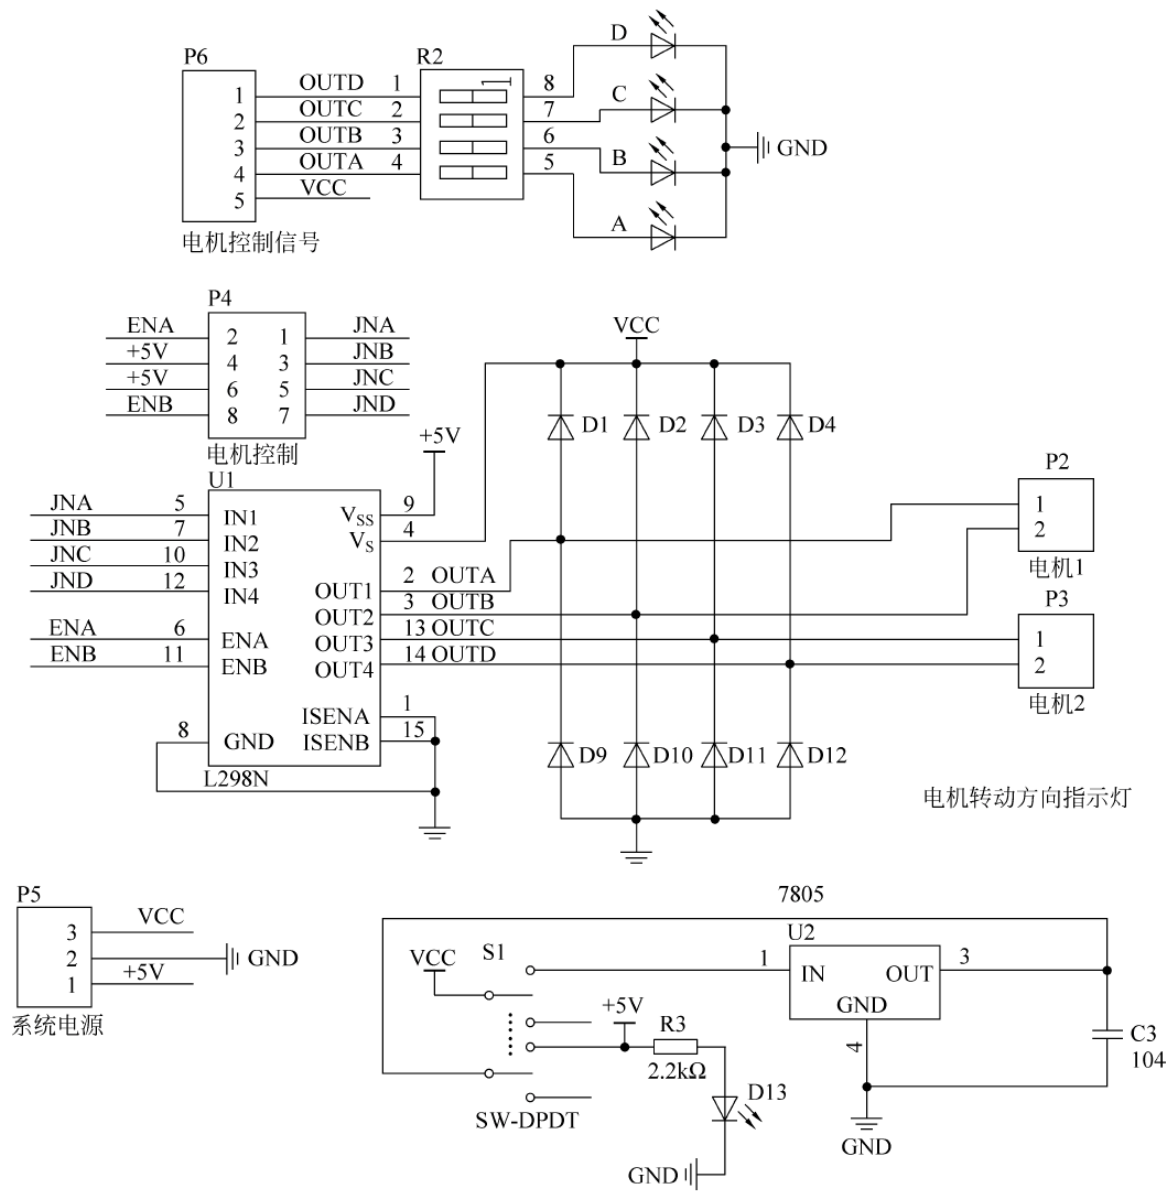 P6
1 OUTD 1
2 OUTC 2
3 OUTB 3
4 OUTA 4
5 VCC
电机控制信号
R2
1
8 D
7 C
6 B
5 A
GND
P4
ENA 2 1 JNA
+5V 4 3 JNB
+5V 6 5 JNC
ENB 8 7 JND
电机控制
U1
JNA 5 IN1
JNB 7 IN2
JNC 10 IN3
JND 12 IN4
ENA 6 ENA
ENB 11 ENB
8 GND
+5V
VSS 9
VS 4
OUT1 2 OUTA
OUT2 3 OUTB
OUT3 13 OUTC
OUT4 14 OUTD
ISENA 1
ISENB 15
L298N
VCC
D1 D2 D3 D4
D9 D10 D11 D12
P2
1
2
电机1
P3
1
2
电机2
电机转动方向指示灯
P5
3 VCC
2 GND
1 +5V
系统电源
7805
VCC
S1
SW-DPDT
+5V
R3
2.2kΩ
D13
GND
U2
1 IN OUT 3
GND
4
GND
C3
104